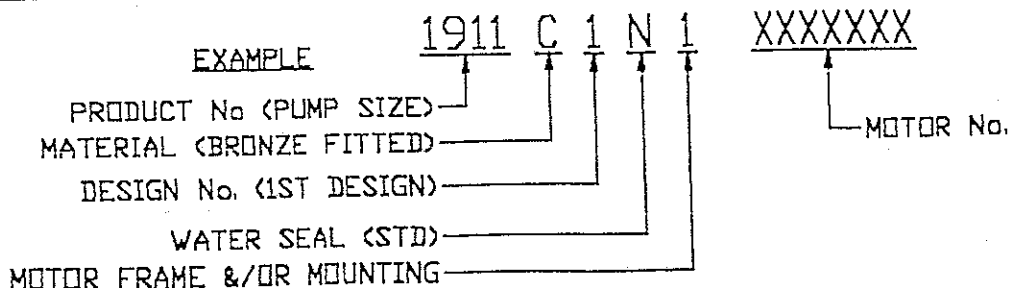 1911 C 1 N 1 XXXXXXX
EXAMPLE
PRODUCT No (PUMP SIZE)
MOTOR No.
MATERIAL (BRONZE FITTED)
DESIGN No. (1ST DESIGN)
WATER SEAL (STD)
MOTOR FRAME &/OR MOUNTING